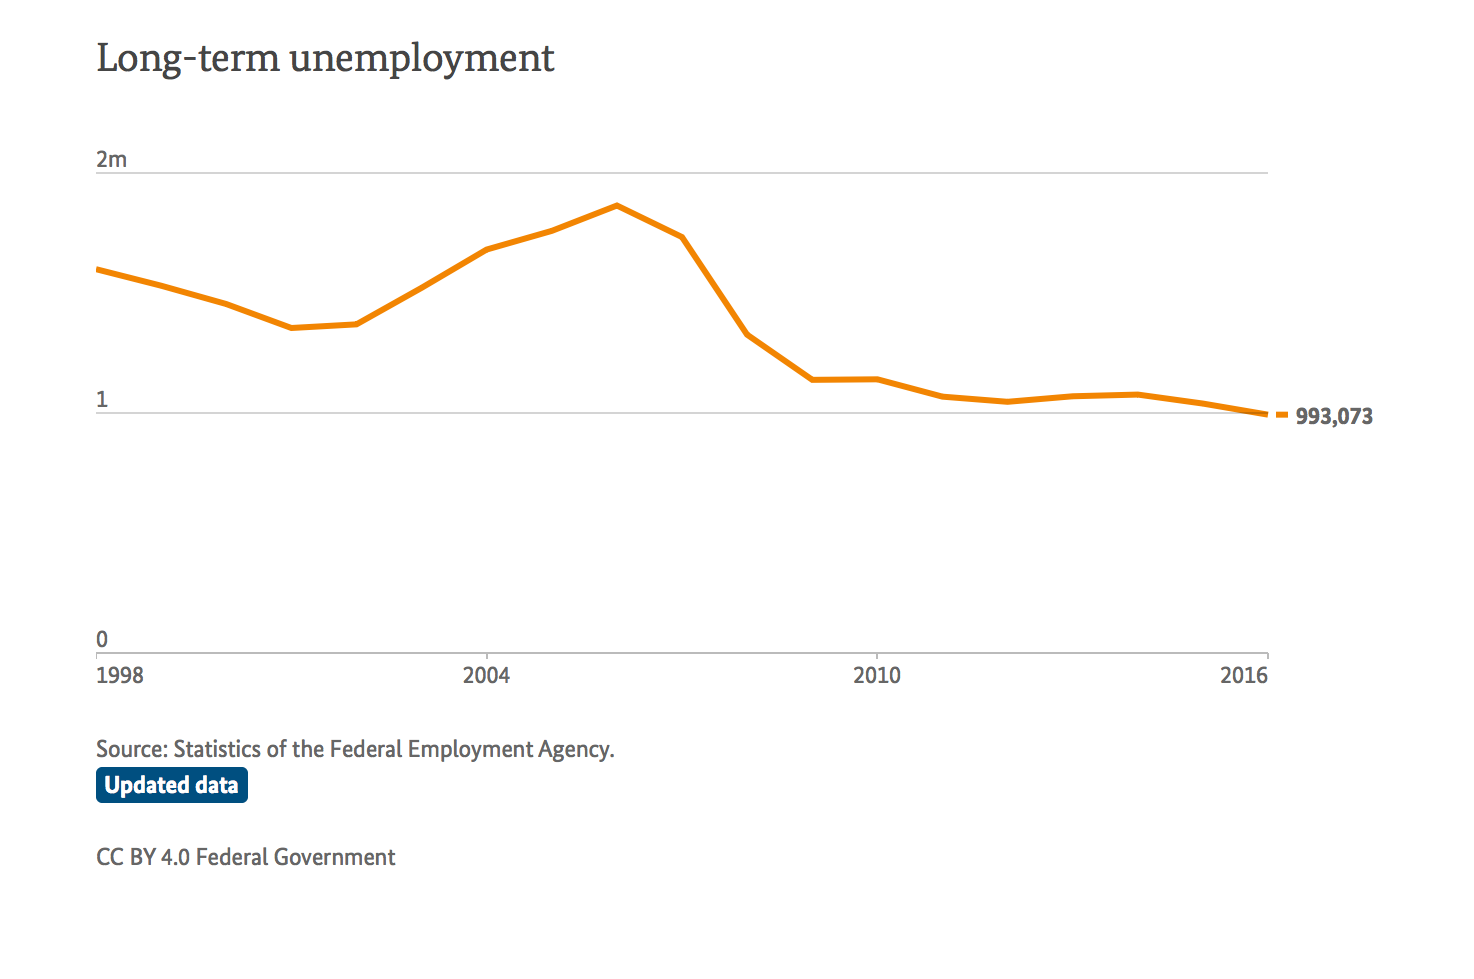 Long-term unemployment
2m
1
993,073
0
1998 2004 2010 2016
Source: Statistics of the Federal Employment Agency.
Updated data
CC BY 4.0 Federal Government